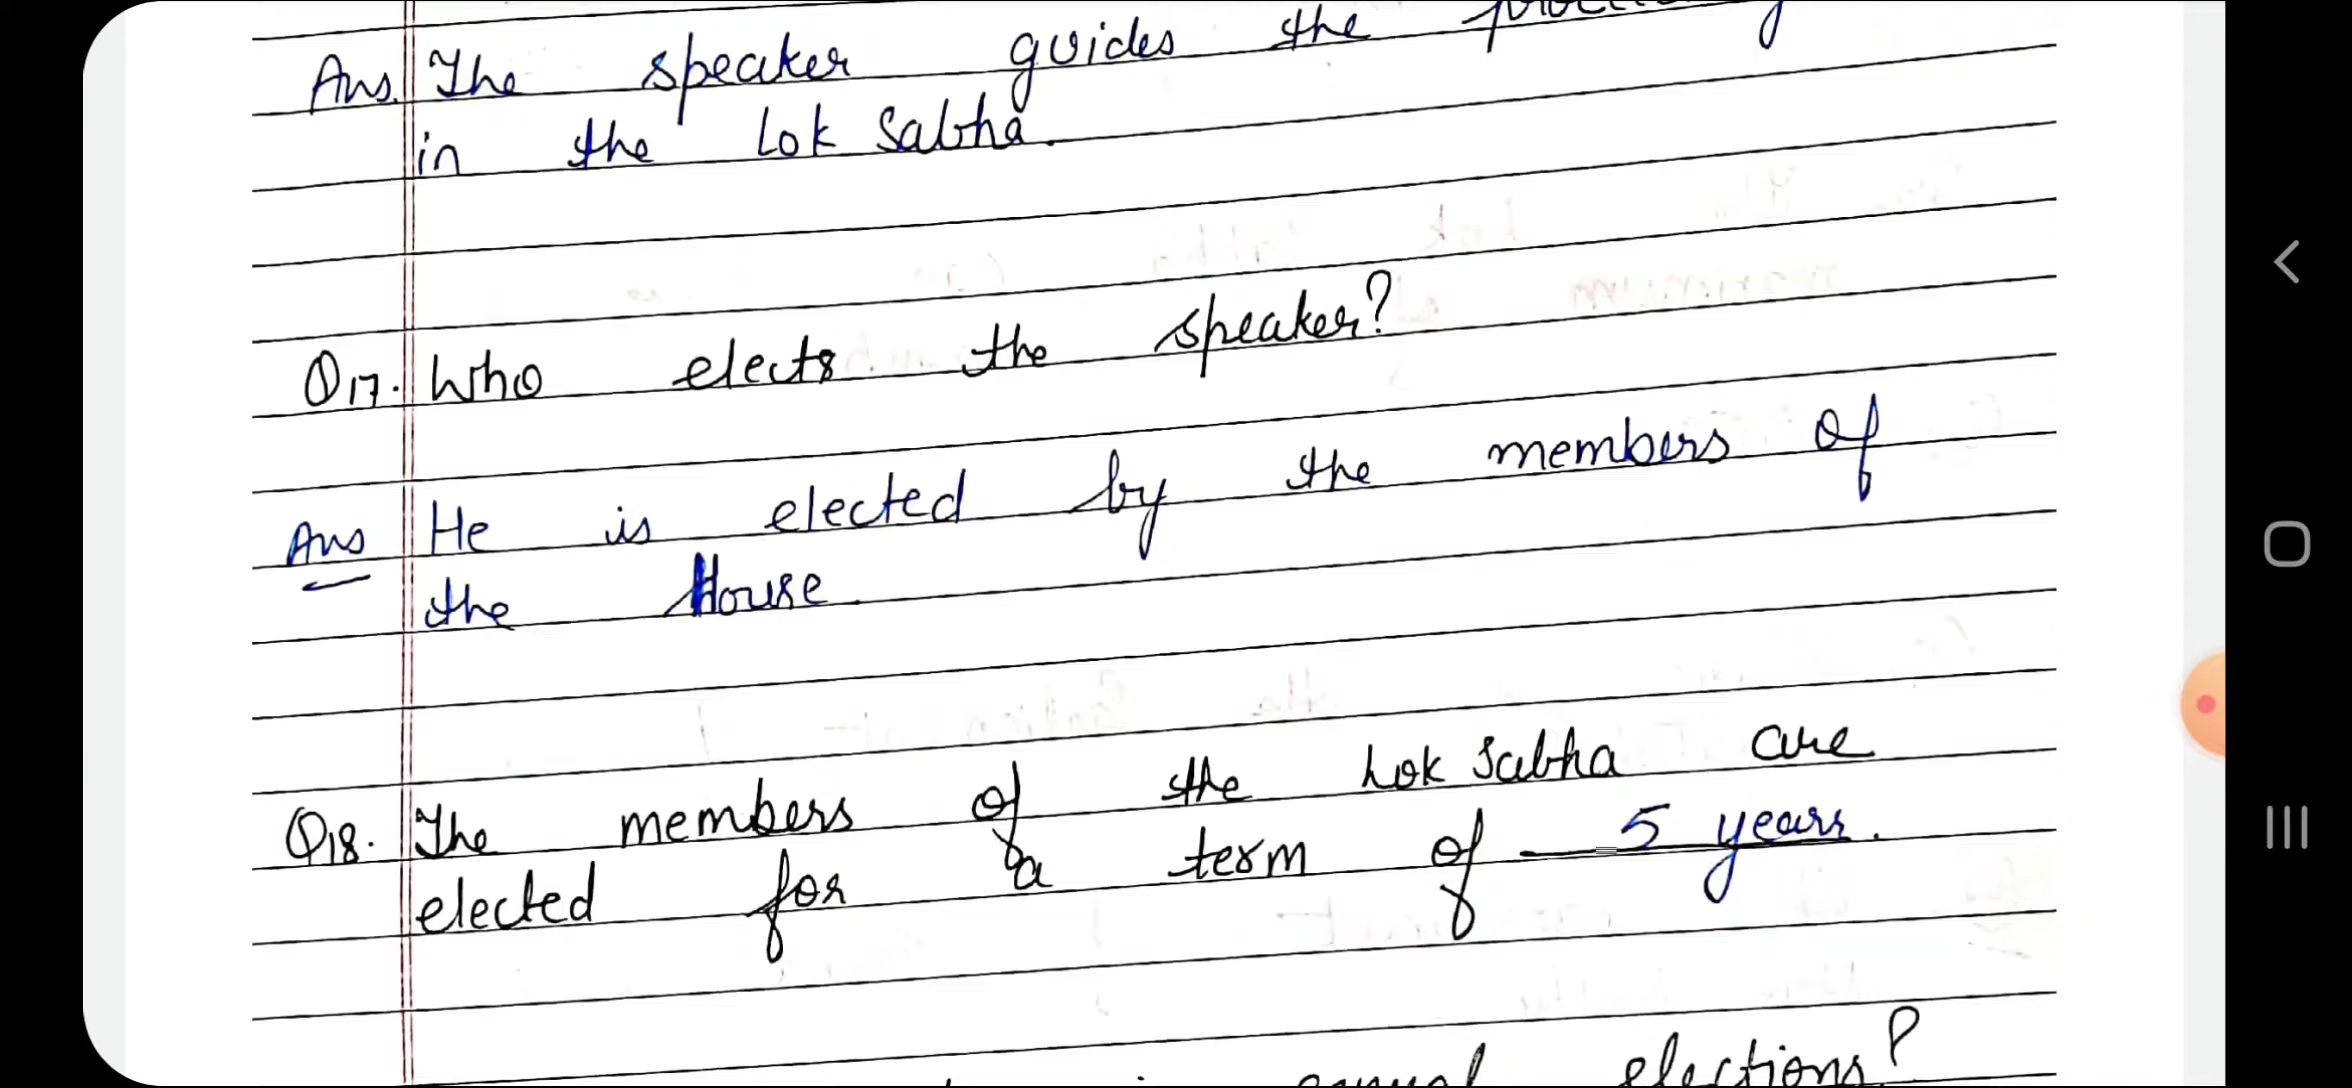 Ans. The speaker guides the
in the Lok Sabha.
Q17. Who elects the speaker?
Ans He is elected by the members of
the House.
Q18. The members of the Lok Sabha are
elected for a term of 5 years.
elections?